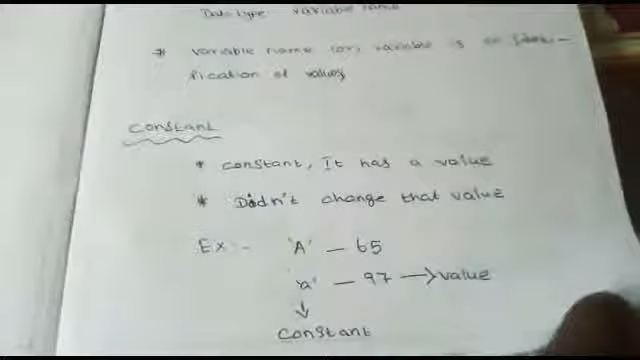 Data type variable name
* variable name (or) variable is an Identi-
fication of values
Constant
* constant, It has a value
* Didn't change that value
Ex :- 'A' — 65
'a' — 97 → value
↓
Constant